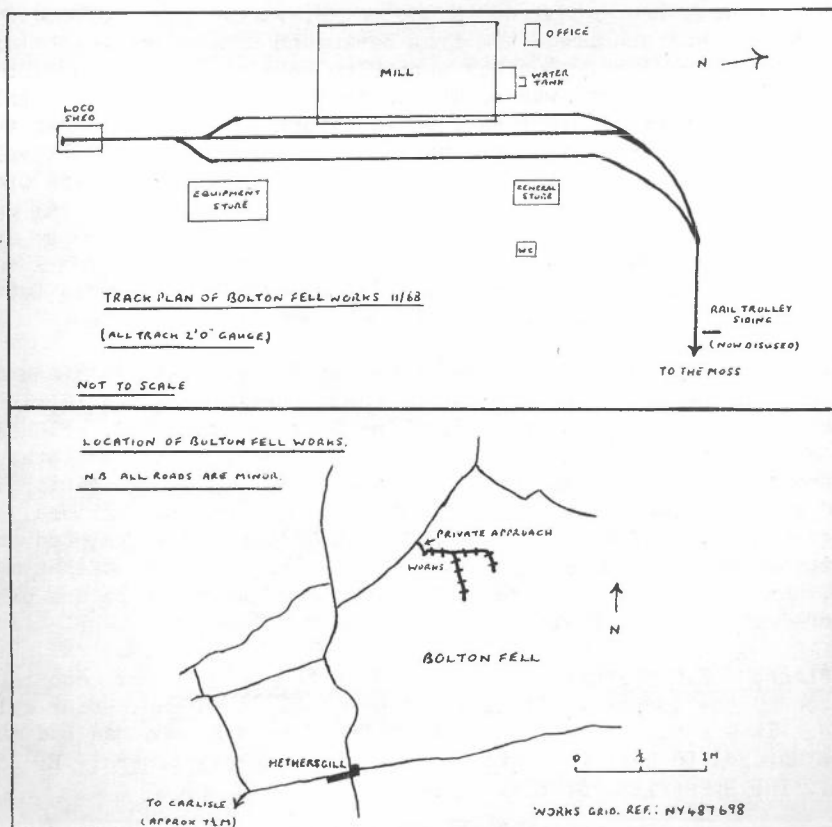 OFFICE
N
MILL
WATER
TANK
LOCO
SHED
EQUIPMENT
STORE
GENERAL
STORE
WC
TRACK PLAN OF BOLTON FELL WORKS 11/68
(ALL TRACK 2'0" GAUGE)
NOT TO SCALE
RAIL TROLLEY
SIDING
(NOW DISUSED)
TO THE MOSS
LOCATION OF BOLTON FELL WORKS.
N.B. ALL ROADS ARE MINOR.
PRIVATE APPROACH
WORKS
N
BOLTON FELL
HETHERSGILL
0 ½ 1M
TO CARLISLE
(APPROX 7½M)
WORKS GRID. REF.: NY487698